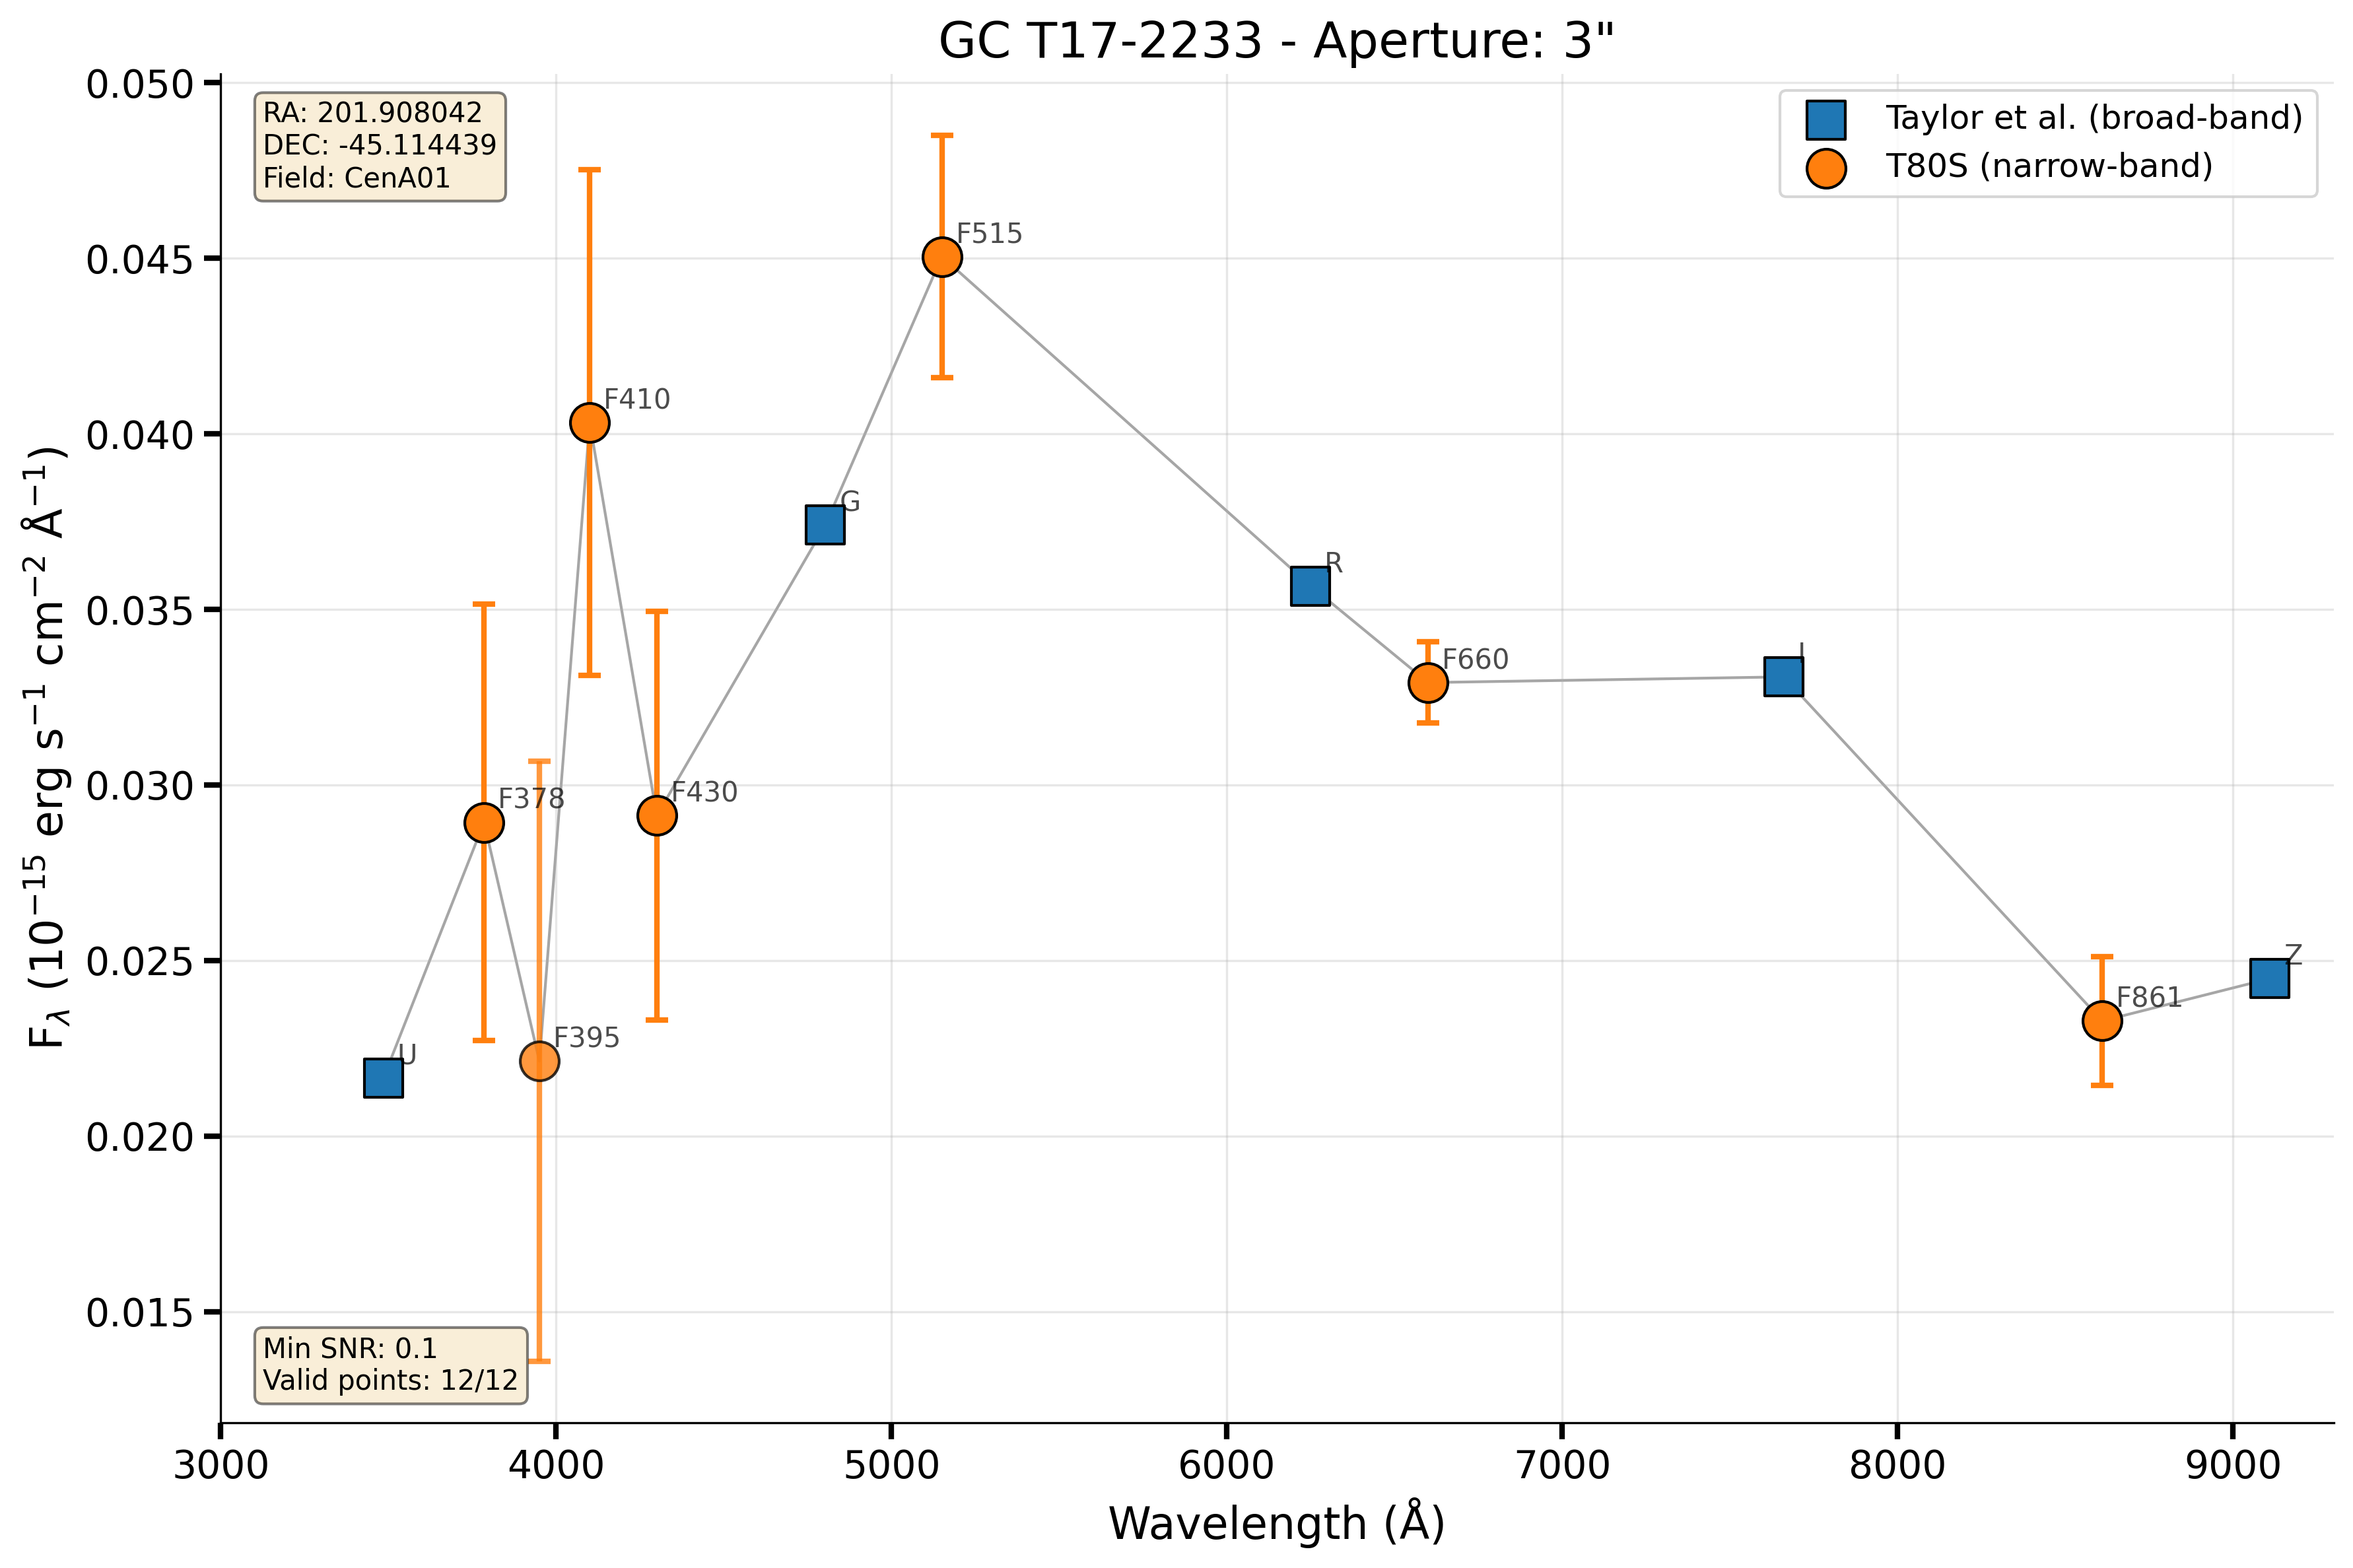 GC T17-2233 - Aperture: 3"
RA: 201.908042
DEC: -45.114439
Field: CenA01
Taylor et al. (broad-band)
T80S (narrow-band)
F$_{\lambda}$ (10$^{-15}$ erg s$^{-1}$ cm$^{-2}$ Å$^{-1}$)
0.050
0.045
0.040
0.035
0.030
0.025
0.020
0.015
U
F378
F395
F410
F430
G
F515
R
F660
I
F861
Z
Min SNR: 0.1
Valid points: 12/12
3000 4000 5000 6000 7000 8000 9000
Wavelength (Å)